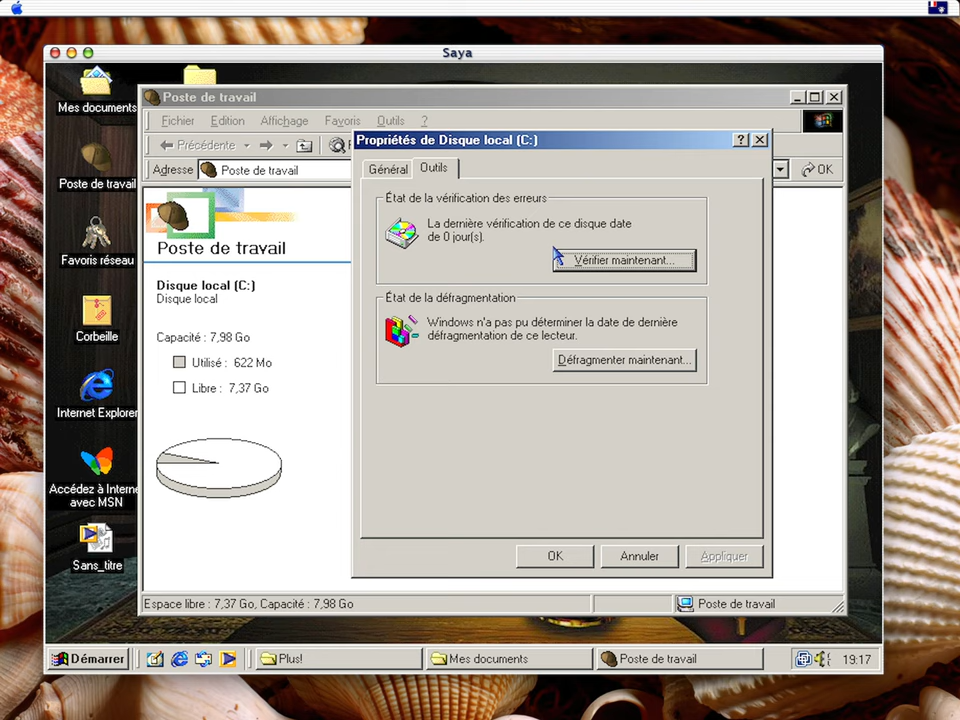 Saya
Mes documents
Poste de travail
Favoris réseau
Corbeille
Internet Explorer
Accédez à Interne
avec MSN
Sans_titre
Poste de travail
Fichier Edition Affichage Favoris Outils ?
Précédente
Adresse Poste de travail OK
Poste de travail
Disque local (C:)
Disque local
Capacité : 7,98 Go
Utilisé : 622 Mo
Libre : 7,37 Go
Propriétés de Disque local (C:)
Général Outils
État de la vérification des erreurs
La dernière vérification de ce disque date
de 0 jour(s).
Vérifier maintenant...
État de la défragmentation
Windows n'a pas pu déterminer la date de dernière
défragmentation de ce lecteur.
Défragmenter maintenant...
OK Annuler Appliquer
Espace libre : 7,37 Go, Capacité : 7,98 Go Poste de travail
Démarrer Plus! Mes documents Poste de travail 19:17